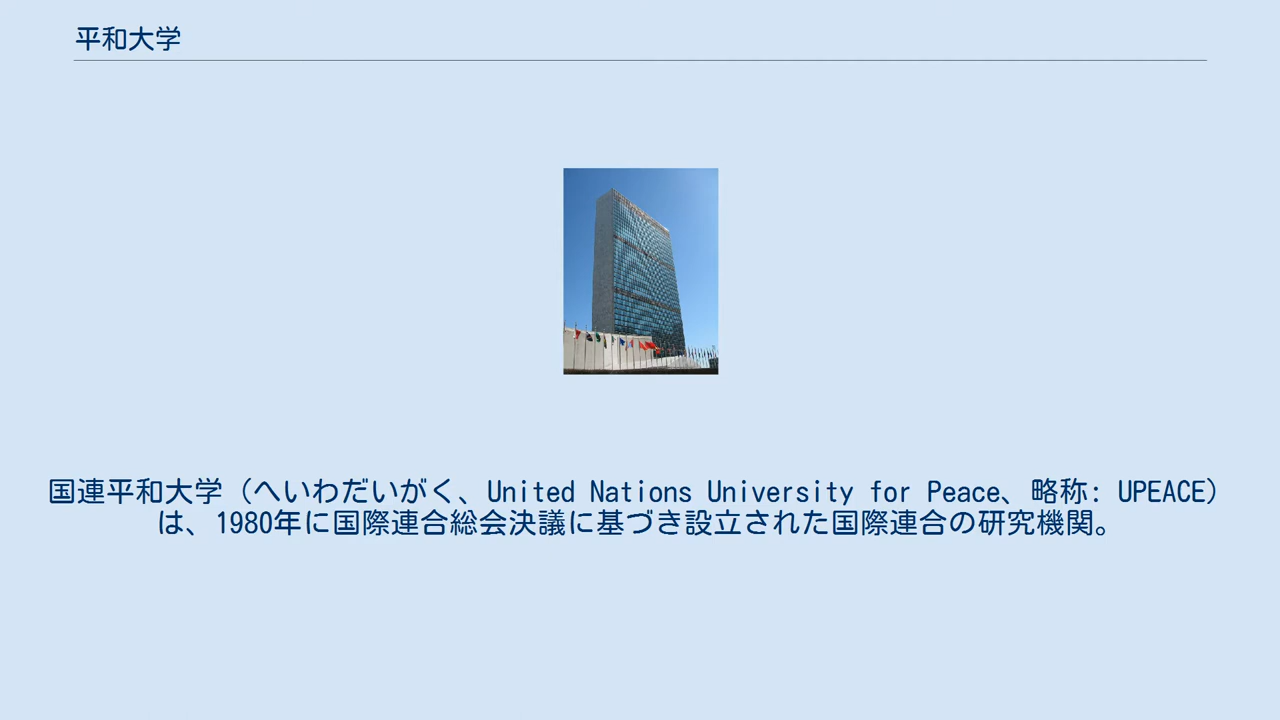 平和大学
国連平和大学（へいわだいがく、United Nations University for Peace、略称: UPEACE）
は、1980年に国際連合総会決議に基づき設立された国際連合の研究機関。